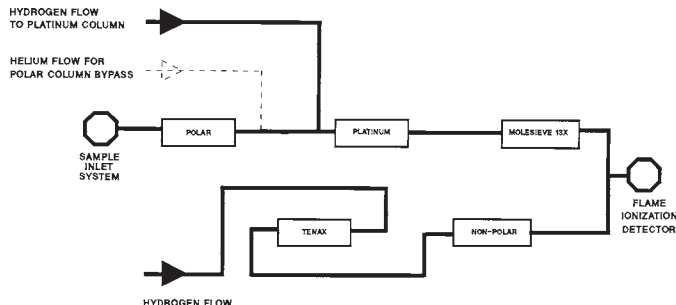 HYDROGEN FLOW
TO PLATINUM COLUMN
HELIUM FLOW FOR
POLAR COLUMN BYPASS
POLAR
PLATINUM
MOLESIEVE 13X
SAMPLE
INLET
SYSTEM
FLAME
IONIZATION
DETECTOR
TENAX
NON-POLAR
HYDROGEN FLOW